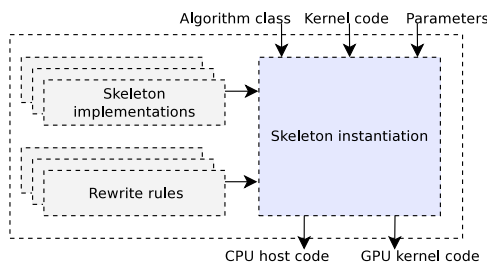 Algorithm class Kernel code Parameters
Skeleton
implementations
Skeleton instantiation
Rewrite rules
CPU host code GPU kernel code